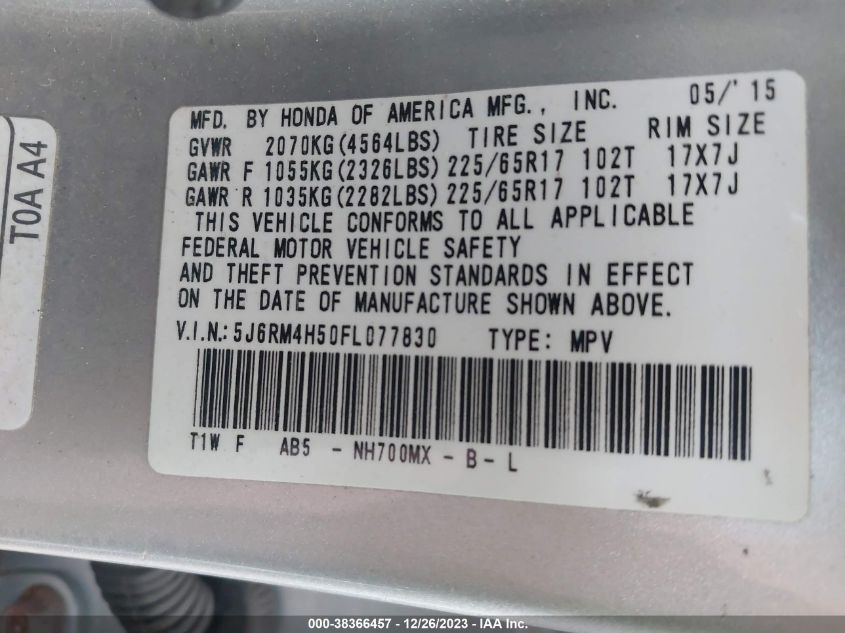 MFD. BY HONDA OF AMERICA MFG., INC. 05/'15
GVWR 2070KG(4564LBS) TIRE SIZE RIM SIZE
GAWR F 1055KG(2326LBS) 225/65R17 102T 17X7J
GAWR R 1035KG(2282LBS) 225/65R17 102T 17X7J
THIS VEHICLE CONFORMS TO ALL APPLICABLE
FEDERAL MOTOR VEHICLE SAFETY
AND THEFT PREVENTION STANDARDS IN EFFECT
ON THE DATE OF MANUFACTURE SHOWN ABOVE.
V.I.N.:5J6RM4H50FL077830 TYPE: MPV
T1W F AB5 - NH700MX - B - L
T0A A4
000-38366457 - 12/26/2023 - IAA Inc.